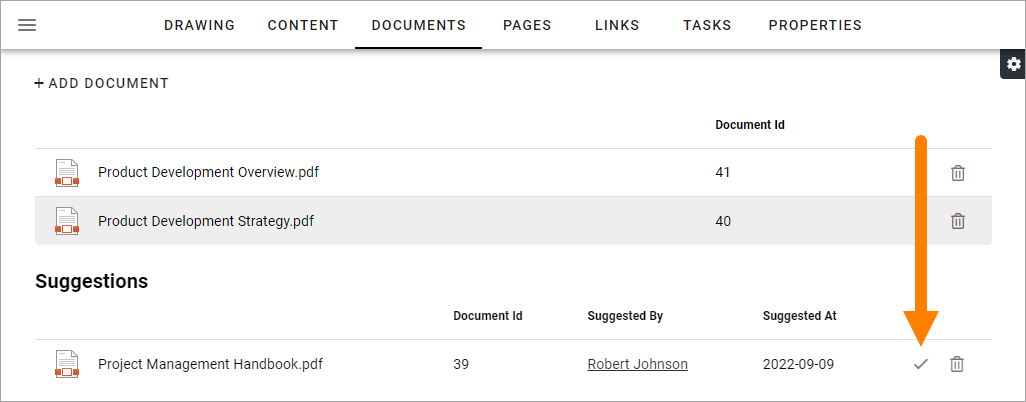 DRAWING CONTENT DOCUMENTS PAGES LINKS TASKS PROPERTIES
+ ADD DOCUMENT
Document Id
Product Development Overview.pdf 41
Product Development Strategy.pdf 40
Suggestions
Document Id Suggested By Suggested At
Project Management Handbook.pdf 39 Robert Johnson 2022-09-09